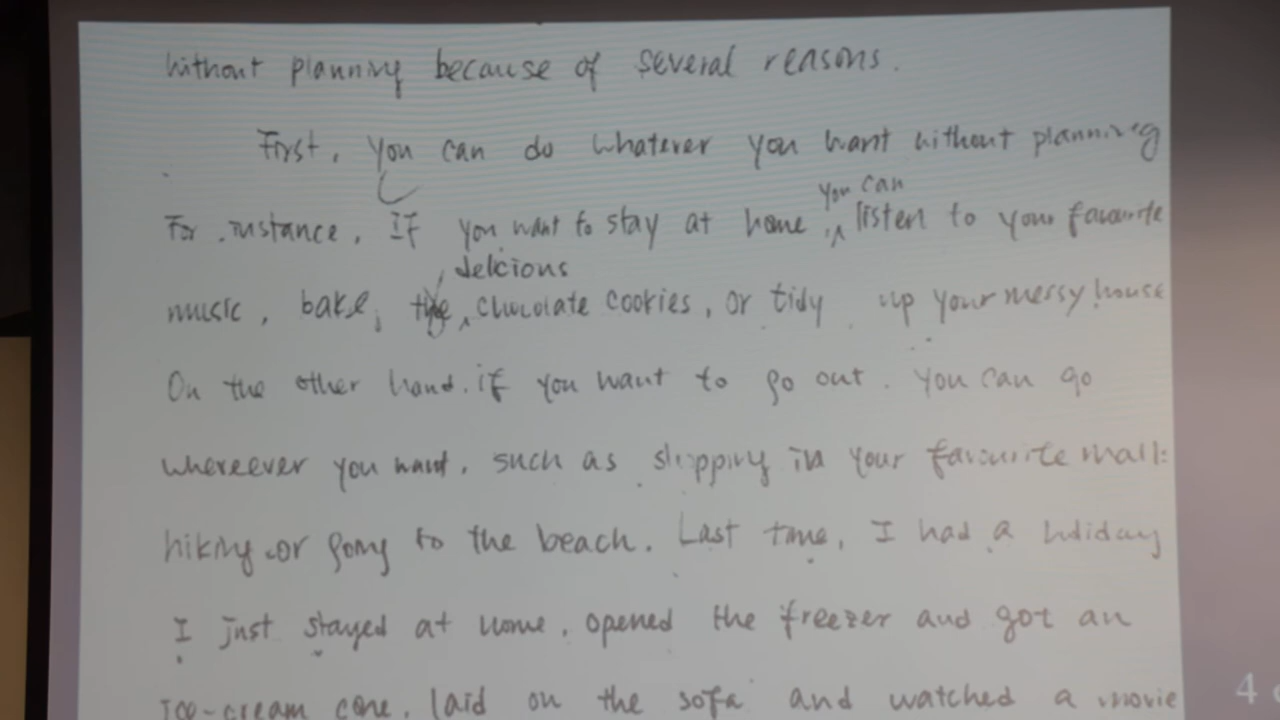 without planning because of several reasons.
First, you can do whatever you want without planning
you can
For instance, If you want to stay at home, listen to your favourite
delicious
music, bake, chocolate cookies, or tidy up your messy house
On the other hand. if you want to go out. you can go
whereever you want, such as shopping in your favourite mall:
hiking or going to the beach. Last time, I had a holiday
I just stayed at home, opened the freezer and got an
Ice-cream cone, laid on the sofa and watched a movie
4